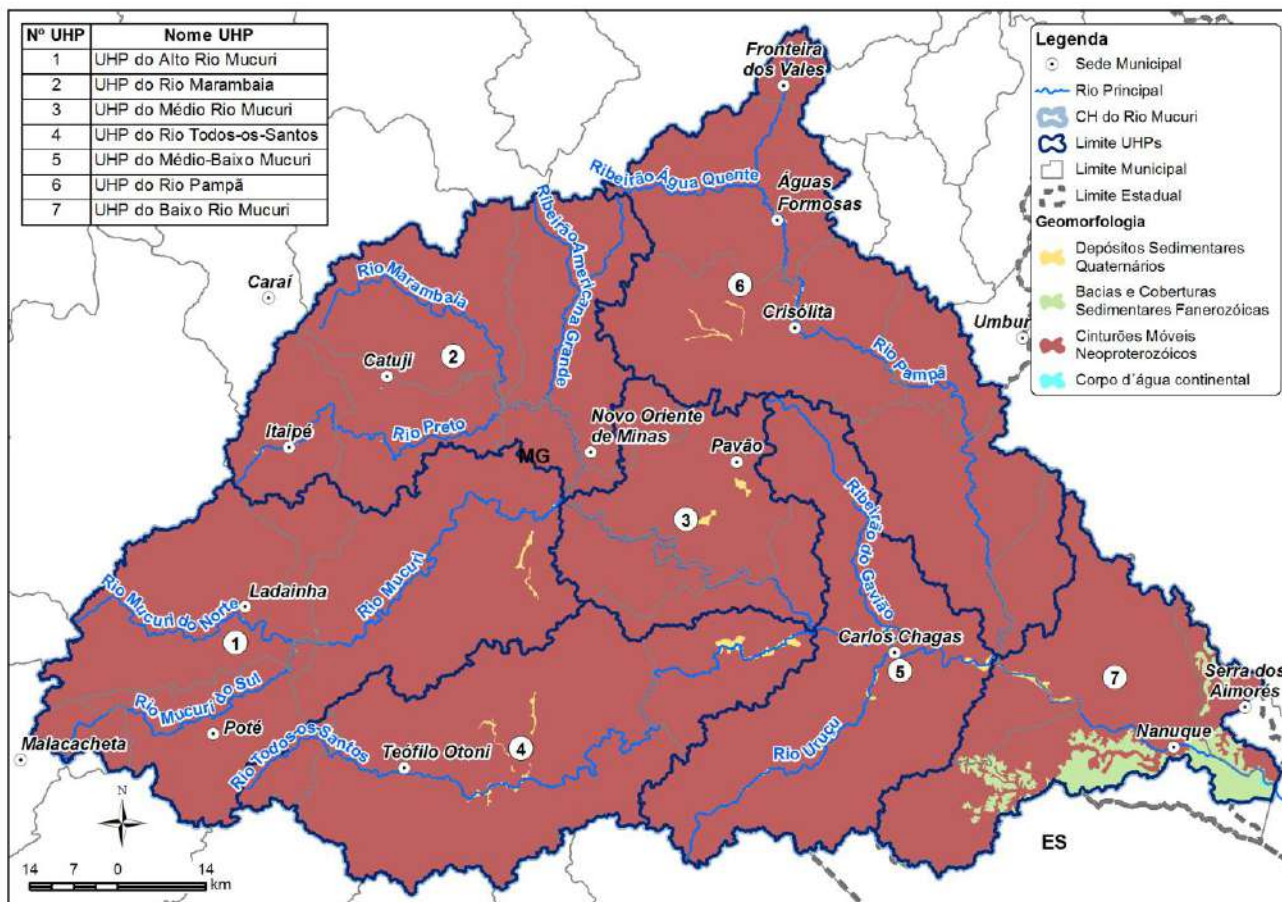 Nº UHP Nome UHP
1 UHP do Alto Rio Mucuri
2 UHP do Rio Marambaia
3 UHP do Médio Rio Mucuri
4 UHP do Rio Todos-os-Santos
5 UHP do Médio-Baixo Mucuri
6 UHP do Rio Pampã
7 UHP do Baixo Rio Mucuri
Legenda
Sede Municipal
Rio Principal
CH do Rio Mucuri
Limite UHPs
Limite Municipal
Limite Estadual
Geomorfologia
Depósitos Sedimentares
Quaternários
Bacias e Coberturas
Sedimentares Fanerozóicas
Cinturões Móveis
Neoproterozóicos
Corpo d´água continental
Fronteira
dos Vales
Ribeirão Água Quente
Águas
Formosas
Ribeirão Americana Grande
Caraí
Rio Marambaia
6
Crisólita
Umbur
2
Catuji
Rio Pampã
Itaipé
Rio Preto
MG
Novo Oriente
de Minas
Pavão
3
Ribeirão do Gavião
Rio Mucuri
Rio Mucuri do Norte
Ladainha
1
Carlos Chagas
5
7
Serra dos
Aimorés
Rio Mucuri do Sul
Poté
Malacacheta
Rio Todos-os-Santos
Teófilo Otoni
4
Rio Uruçu
Nanuque
ES
N
14 7 0 14
km